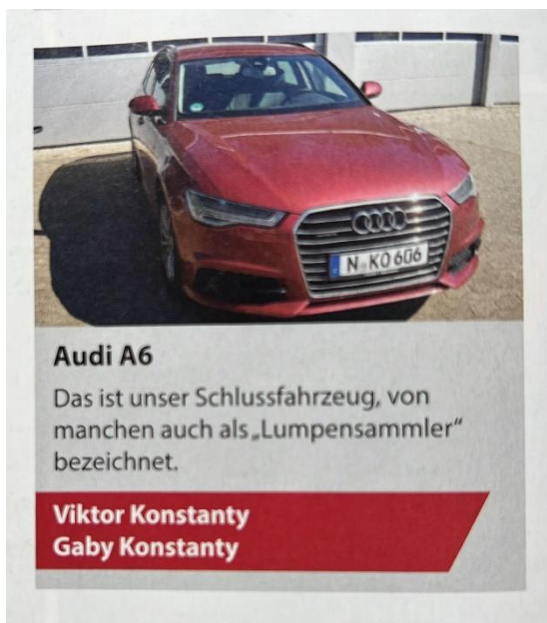 N KO 606
Audi A6
Das ist unser Schlussfahrzeug, von
manchen auch als „Lumpensammler“
bezeichnet.
Viktor Konstanty
Gaby Konstanty